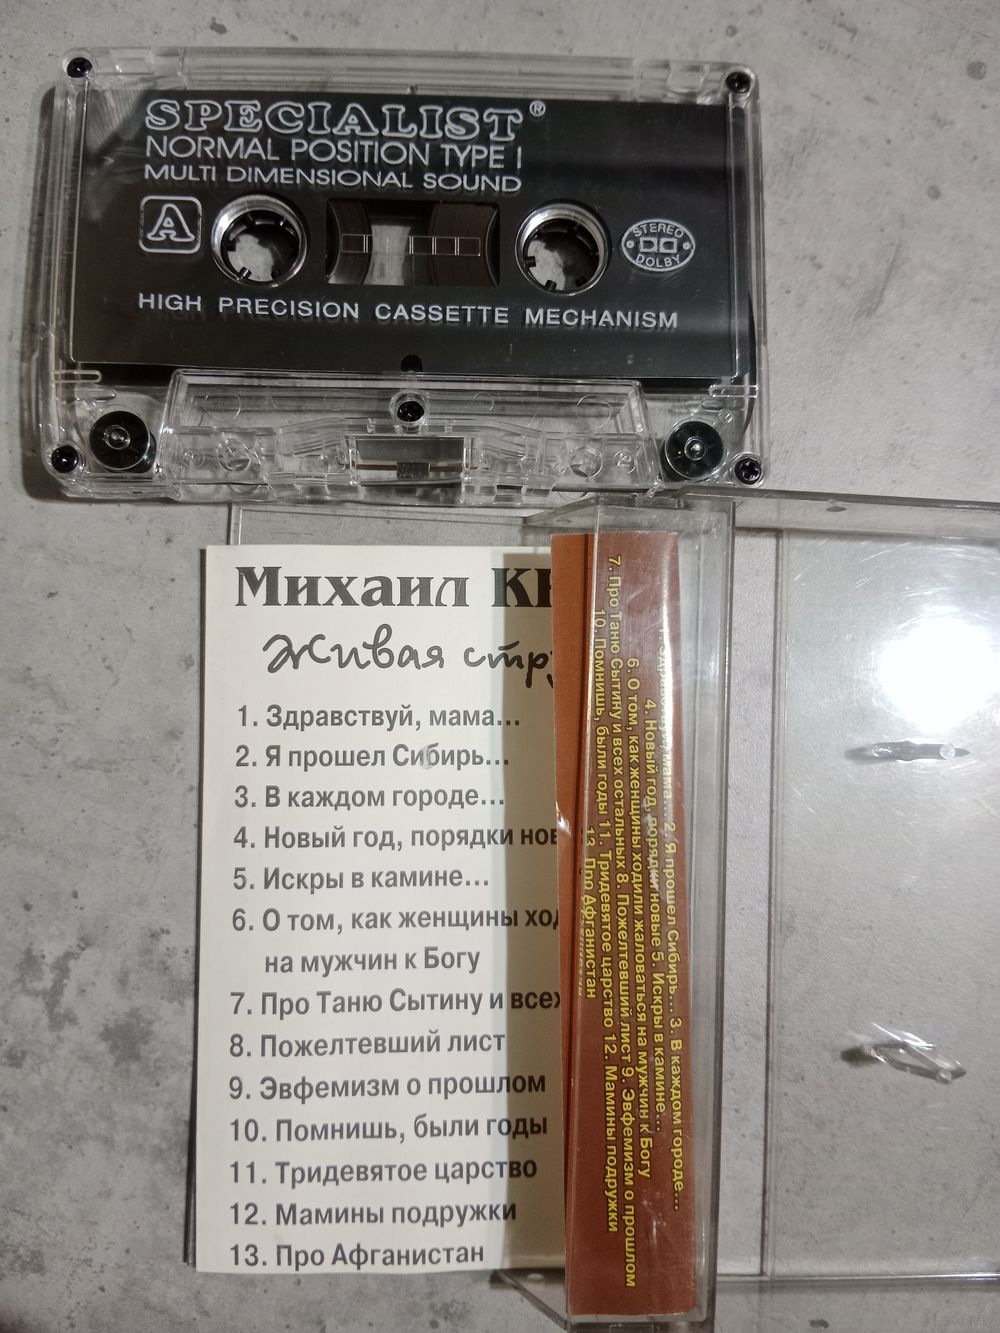 SPECIALIST®
NORMAL POSITION TYPE I
MULTI DIMENSIONAL SOUND
A
STEREO
DOLBY
HIGH PRECISION CASSETTE MECHANISM
Михаил
Живая
1. Здравствуй, мама...
2. Я прошел Сибирь...
3. В каждом городе...
4. Новый год, порядки нов
5. Искры в камине...
6. О том, как женщины ход
на мужчин к Богу
7. Про Таню Сытину и всех
8. Пожелтевший лист
9. Эвфемизм о прошлом
10. Помнишь, были годы
11. Тридевятое царство
12. Мамины подружки
13. Про Афганистан
1. Здравствуй, мама... 2. Я прошел Сибирь... 3. В каждом городе...
4. Новый год, порядки новые 5. Искры в камине...
6. О том, как женщины ходили жаловаться на мужчин к Богу
7. Про Таню Сытину и всех остальных 8. Пожелтевший лист 9. Эвфемизм о прошлом
10. Помнишь, были годы 11. Тридевятое царство 12. Мамины подружки
13. Про Афганистан